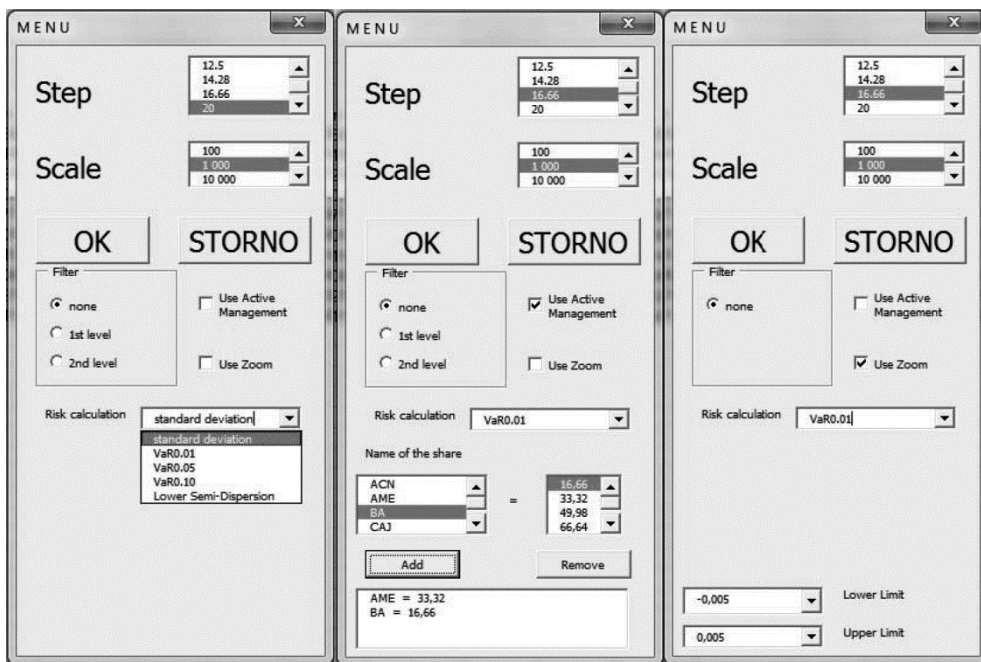 MENU
Step
12.5
14.28
16.66
20
Scale
100
1 000
10 000
OK
STORNO
Filter
none
1st level
2nd level
Use Active
Management
Use Zoom
Risk calculation
standard deviation
standard deviation
VaR0.01
VaR0.05
VaR0.10
Lower Semi-Dispersion
MENU
Step
12.5
14.28
16.66
20
Scale
100
1 000
10 000
OK
STORNO
Filter
none
1st level
2nd level
Use Active
Management
Use Zoom
Risk calculation
VaR0.01
Name of the share
ACN
AME
BA
CAJ
=
16,66
33,32
49,98
66,64
Add
Remove
AME = 33,32
BA = 16,66
MENU
Step
12.5
14.28
16.66
20
Scale
100
1 000
10 000
OK
STORNO
Filter
none
Use Active
Management
Use Zoom
Risk calculation
VaR0.01
-0,005
Lower Limit
0,005
Upper Limit